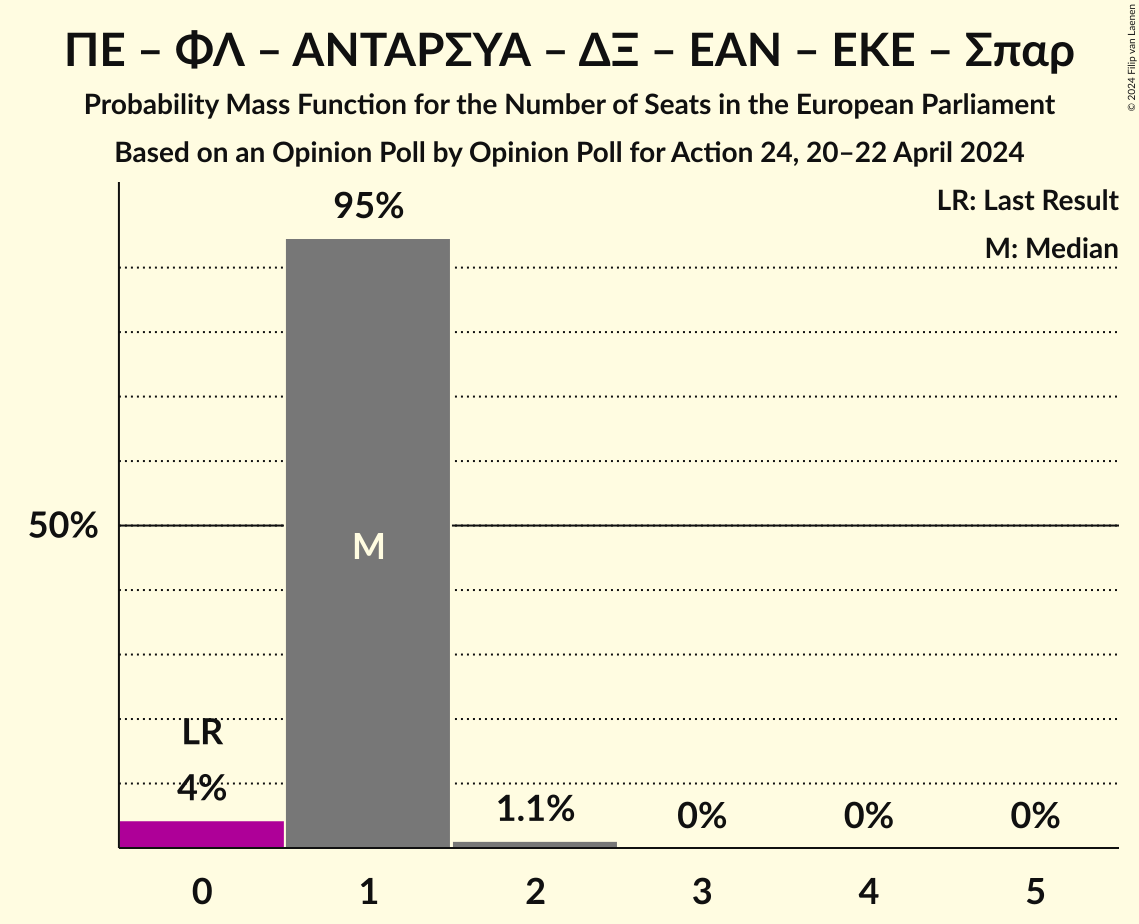 ΠΕ – ΦΛ – ΑΝΤΑΡΣΥΑ – ΔΞ – ΕΑΝ – ΕΚΕ – Σπαρ
Probability Mass Function for the Number of Seats in the European Parliament
Based on an Opinion Poll by Opinion Poll for Action 24, 20–22 April 2024
© 2024 Filip van Laenen
LR: Last Result
M: Median
95%
50%
M
LR
4%
1.1%
0%
0%
0%
0
1
2
3
4
5